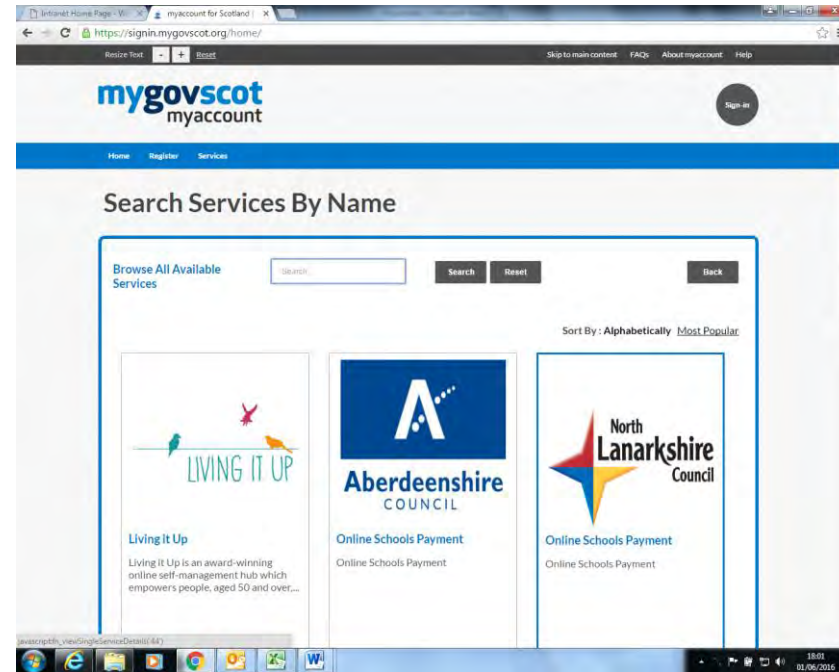 Intranet Home Page - W
myaccount for Scotland |
https://signin.mygovscot.org/home/
Resize Text - + Reset
Skip to main content FAQs About myaccount Help
mygovscot
myaccount
Sign-in
Home Register Services
Search Services By Name
Browse All Available
Services
Search
Search
Reset
Back
Sort By : Alphabetically Most Popular
LIVING IT UP
Living it Up
Living it Up is an award-winning
online self-management hub which
empowers people, aged 50 and over,...
Aberdeenshire
COUNCIL
Online Schools Payment
Online Schools Payment
North
Lanarkshire
Council
Online Schools Payment
Online Schools Payment
18:01
01/06/2016